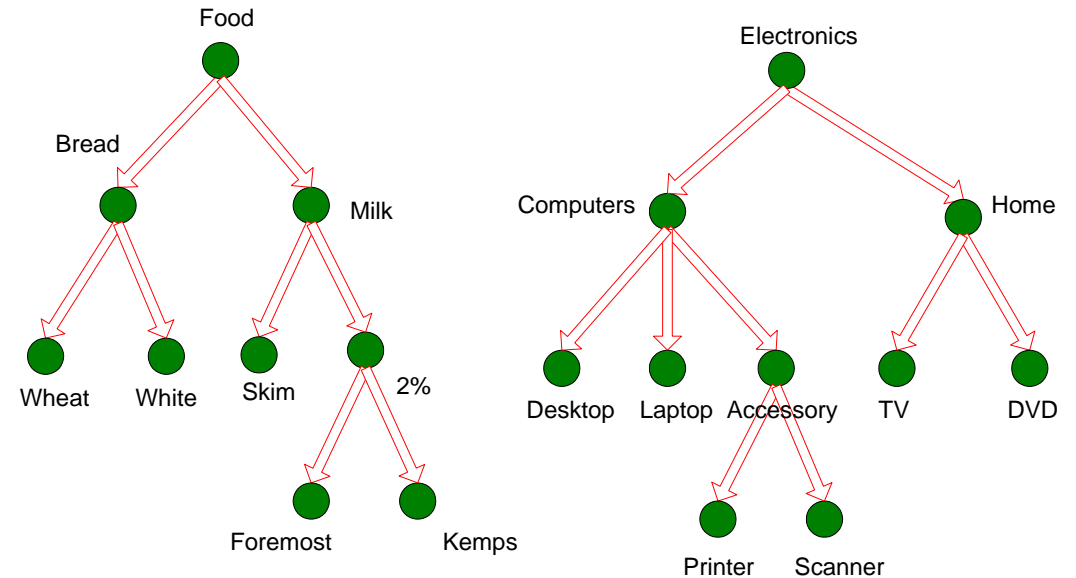 Food
Electronics
Bread
Milk
Computers
Home
Wheat
White
Skim
2%
Desktop
Laptop
Accessory
TV
DVD
Foremost
Kemps
Printer
Scanner